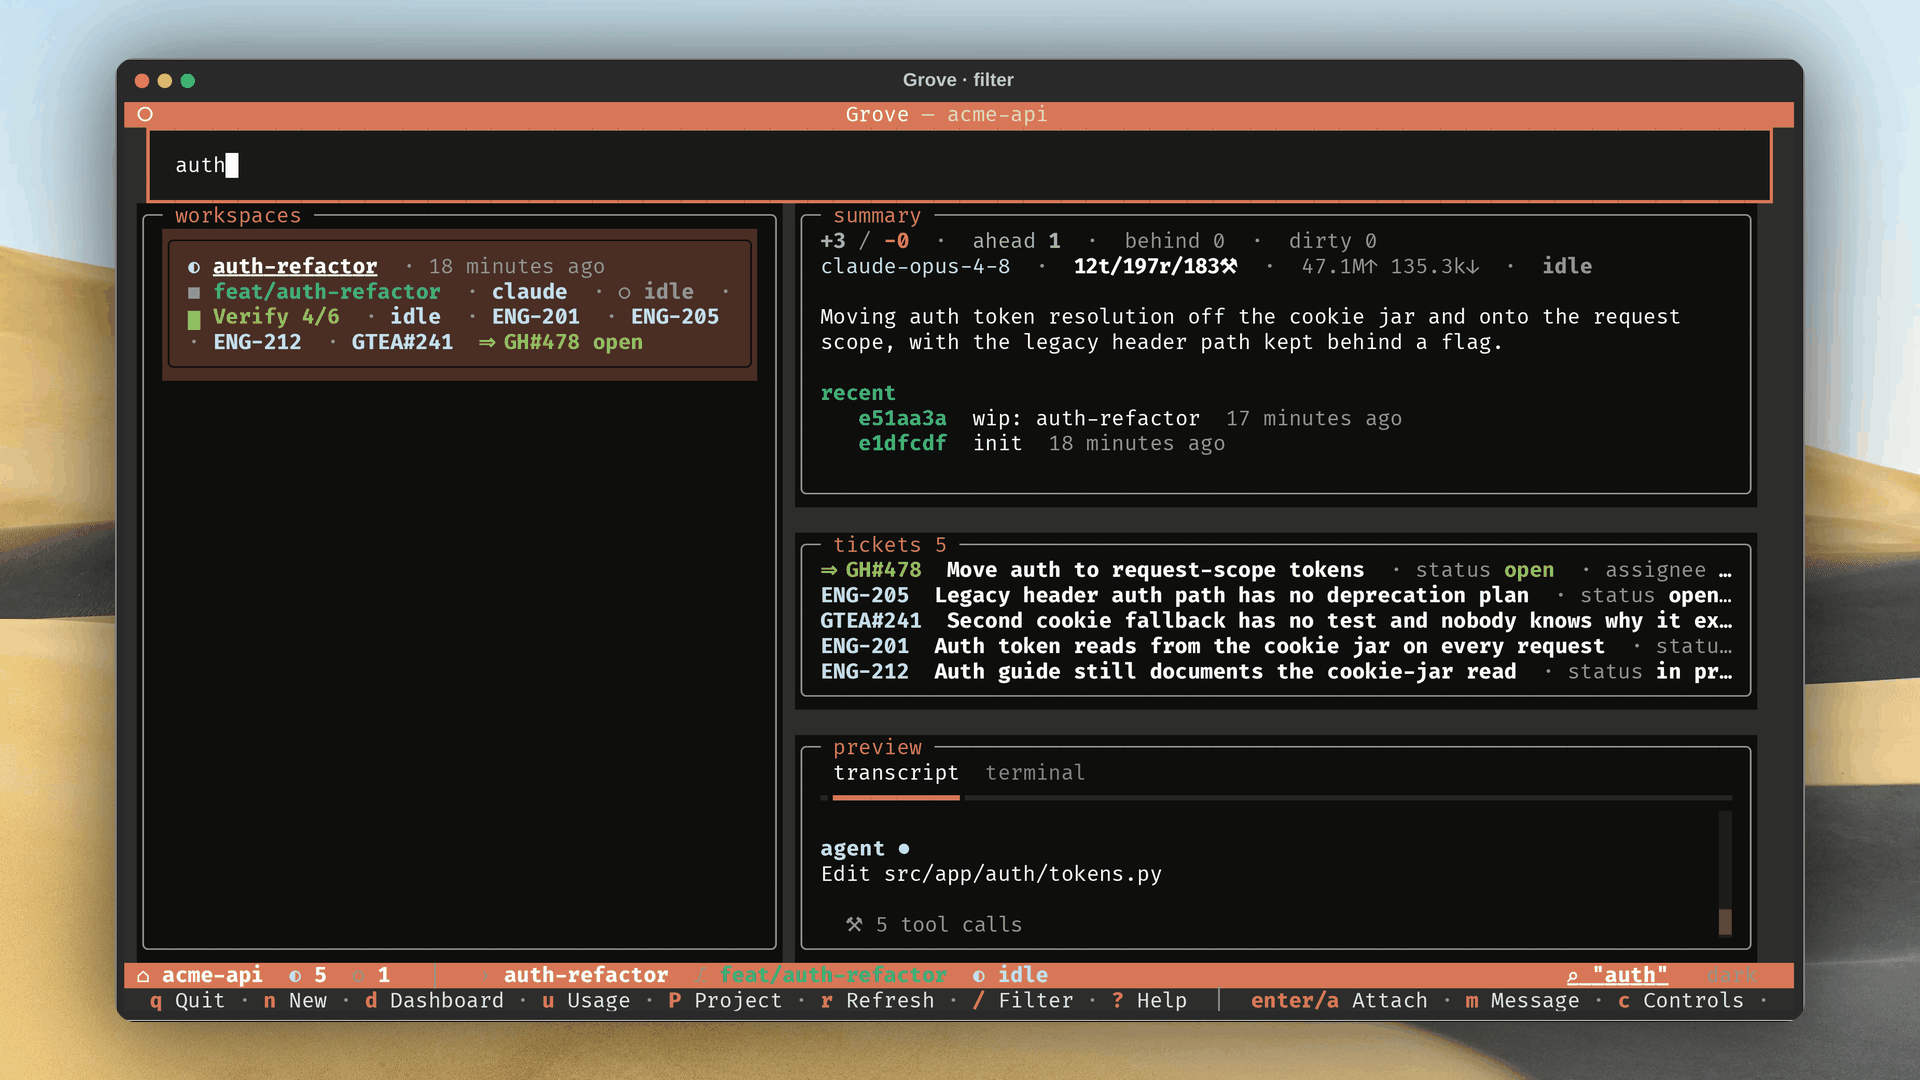 Grove · filter
Grove — acme-api
auth
workspaces
auth-refactor · 18 minutes ago
feat/auth-refactor · claude · ○ idle ·
Verify 4/6 · idle · ENG-201 · ENG-205
· ENG-212 · GTEA#241 ⇒ GH#478 open
summary
+3 / -0 · ahead 1 · behind 0 · dirty 0
claude-opus-4-8 · 12t/197r/183⚒ · 47.1M↑ 135.3k↓ · idle
Moving auth token resolution off the cookie jar and onto the request
scope, with the legacy header path kept behind a flag.
recent
e51aa3a wip: auth-refactor 17 minutes ago
e1dfcdf init 18 minutes ago
tickets 5
⇒ GH#478 Move auth to request-scope tokens · status open · assignee …
ENG-205 Legacy header auth path has no deprecation plan · status open…
GTEA#241 Second cookie fallback has no test and nobody knows why it ex…
ENG-201 Auth token reads from the cookie jar on every request · statu…
ENG-212 Auth guide still documents the cookie-jar read · status in pr…
preview
transcript terminal
agent ●
Edit src/app/auth/tokens.py
⚒ 5 tool calls
⌂ acme-api ◐ 5 1 │ auth-refactor / feat/auth-refactor ◐ idle ⌕ "auth" dark
q Quit · n New · d Dashboard · u Usage · P Project · r Refresh · / Filter · ? Help │ enter/a Attach · m Message · c Controls ·